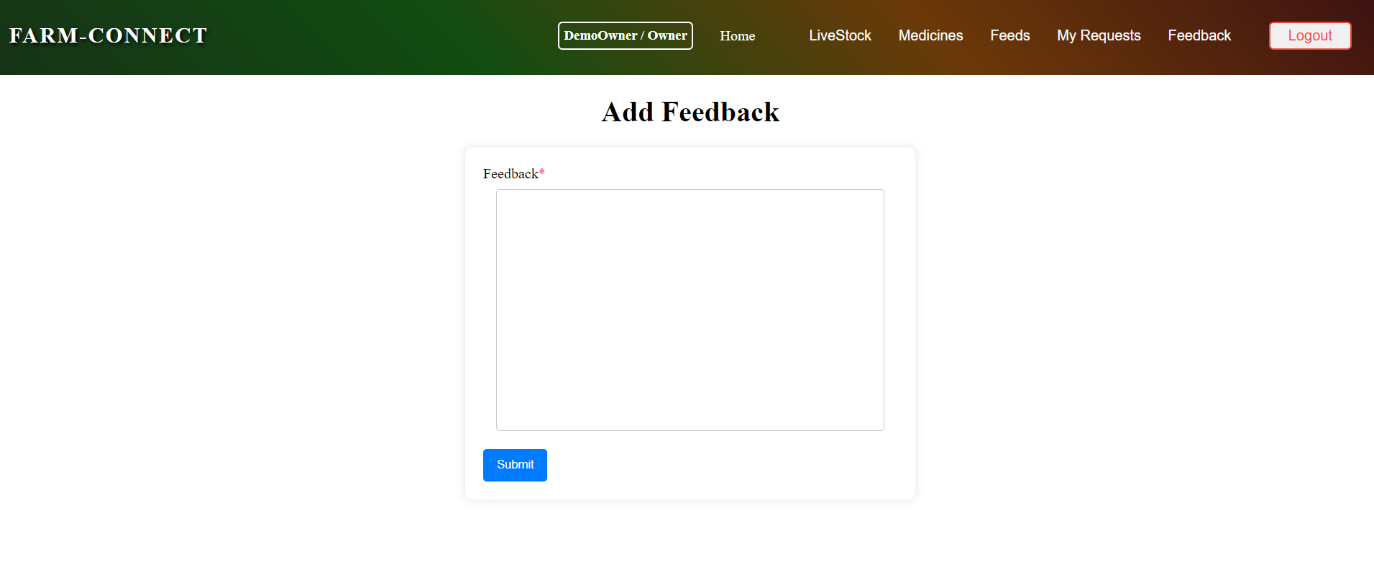 FARM-CONNECT DemoOwner / Owner Home LiveStock Medicines Feeds My Requests Feedback Logout
Add Feedback
Feedback*
Submit